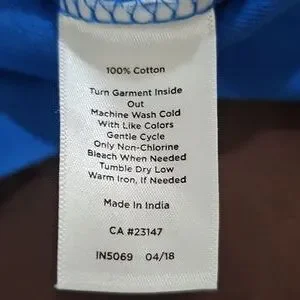 100% Cotton
Turn Garment Inside
Out
Machine Wash Cold
With Like Colors
Gentle Cycle
Only Non-Chlorine
Bleach When Needed
Tumble Dry Low
Warm Iron, If Needed
Made In India
CA #23147
IN5069 04/18